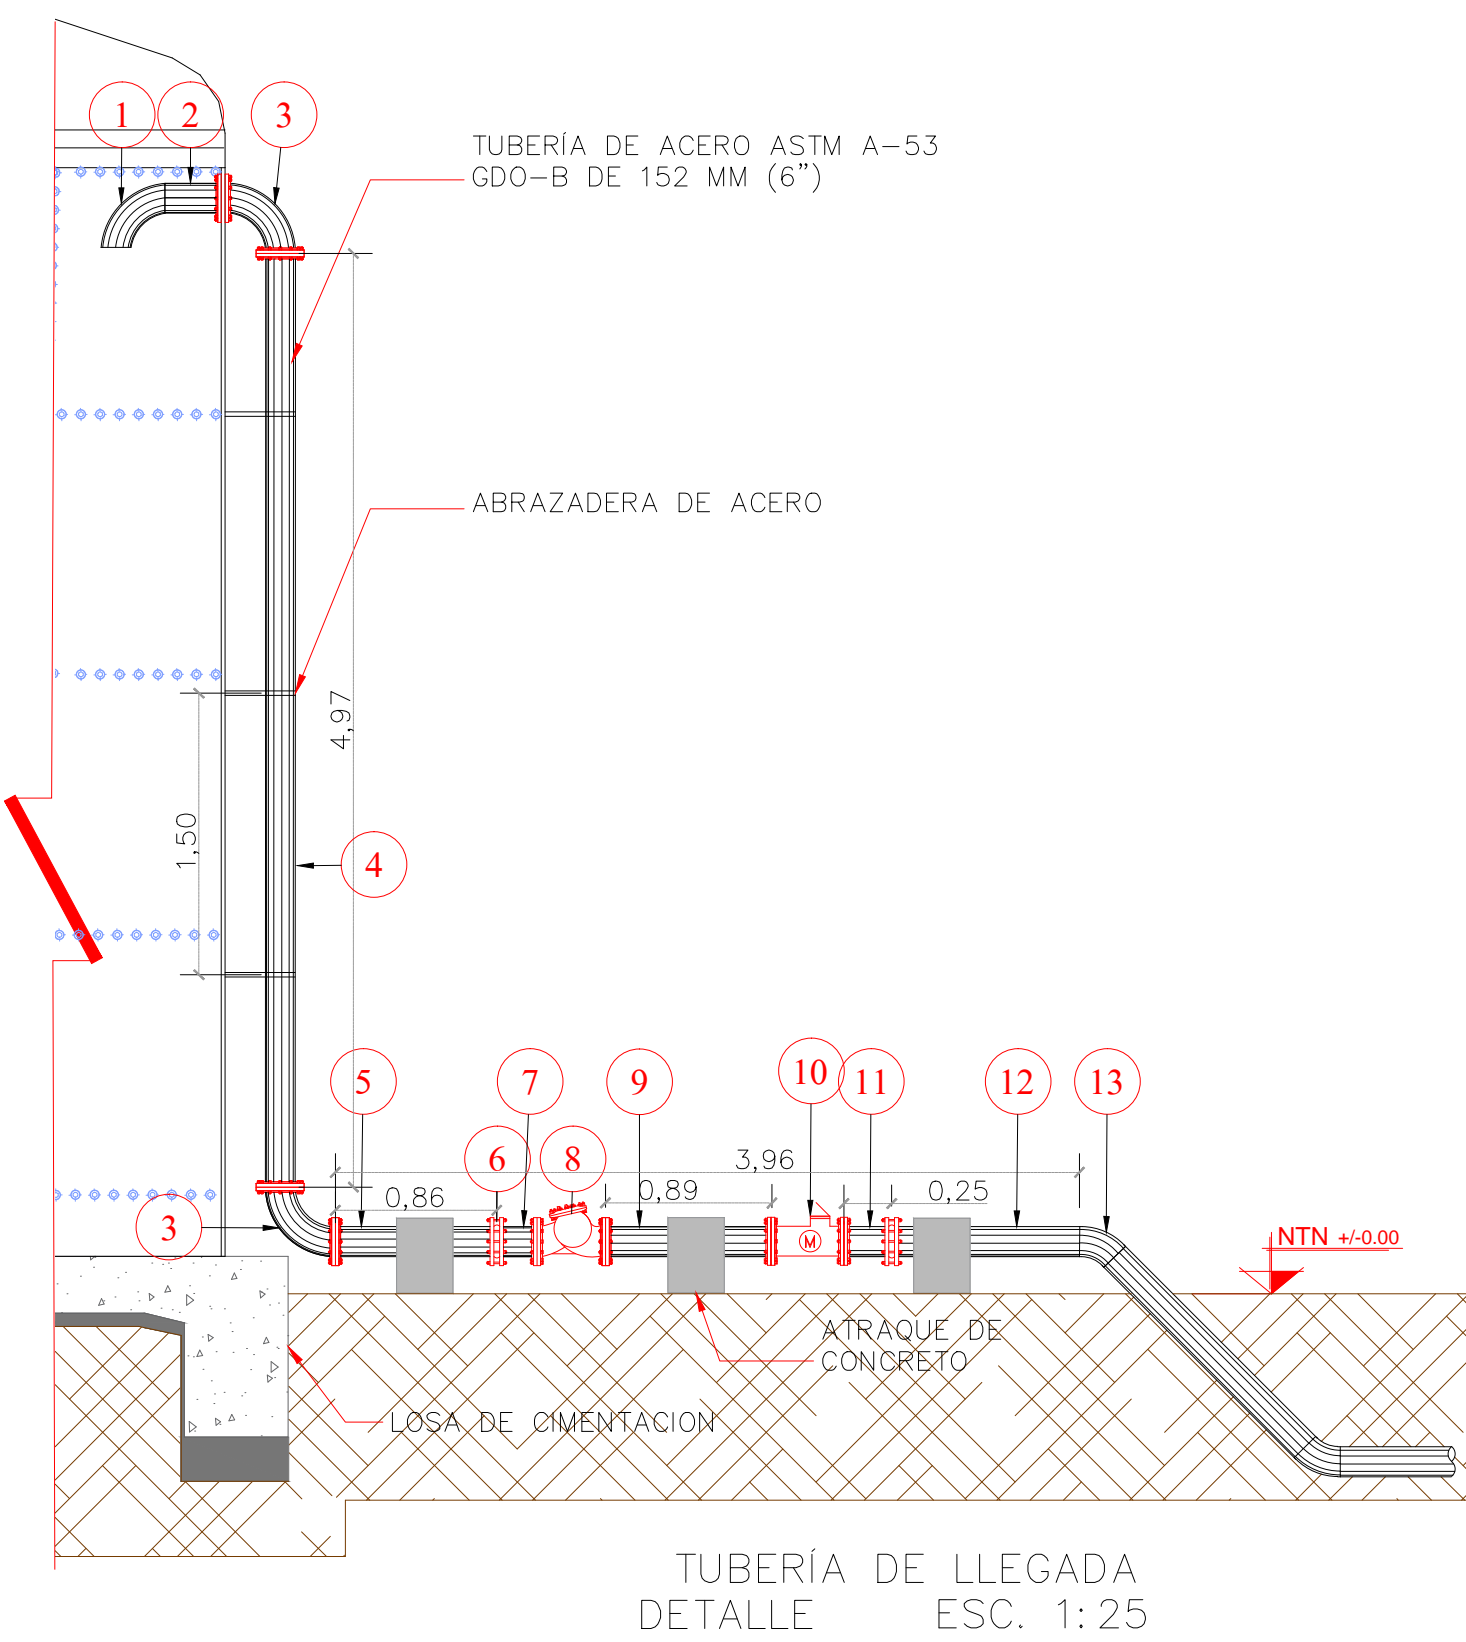 1
2
3
TUBERÍA DE ACERO ASTM A-53
GDO-B DE 152 MM (6")
ABRAZADERA DE ACERO
4,97
1,50
4
5
7
9
10
11
12
13
6
8
3,96
0,86
0,89
0,25
3
M
NTN +/-0.00
ATRAQUE DE
CONCRETO
LOSA DE CIMENTACION
TUBERÍA DE LLEGADA
DETALLE ESC. 1:25